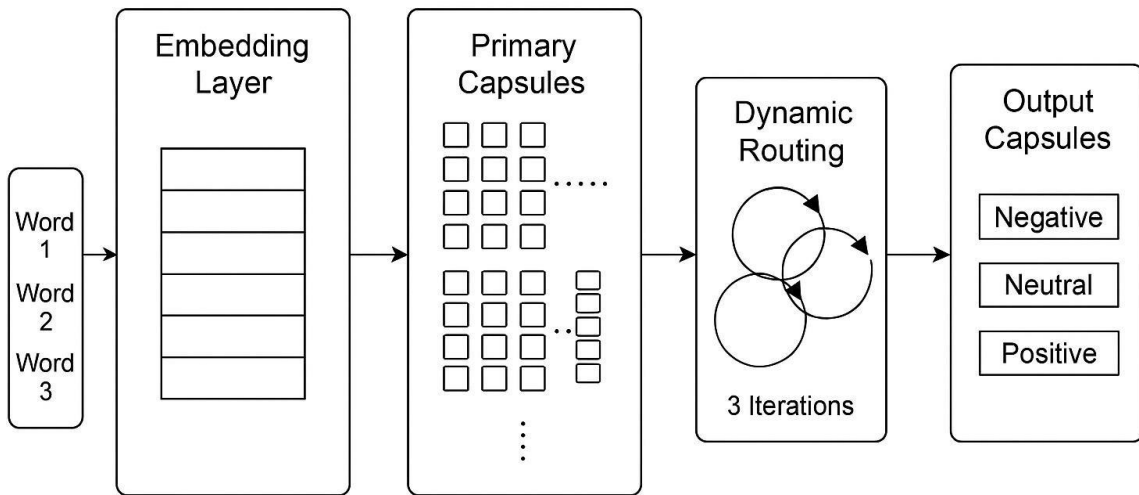 Word
1
Word
2
Word
3
Embedding
Layer
Primary
Capsules
Dynamic
Routing
3 Iterations
Output
Capsules
Negative
Neutral
Positive